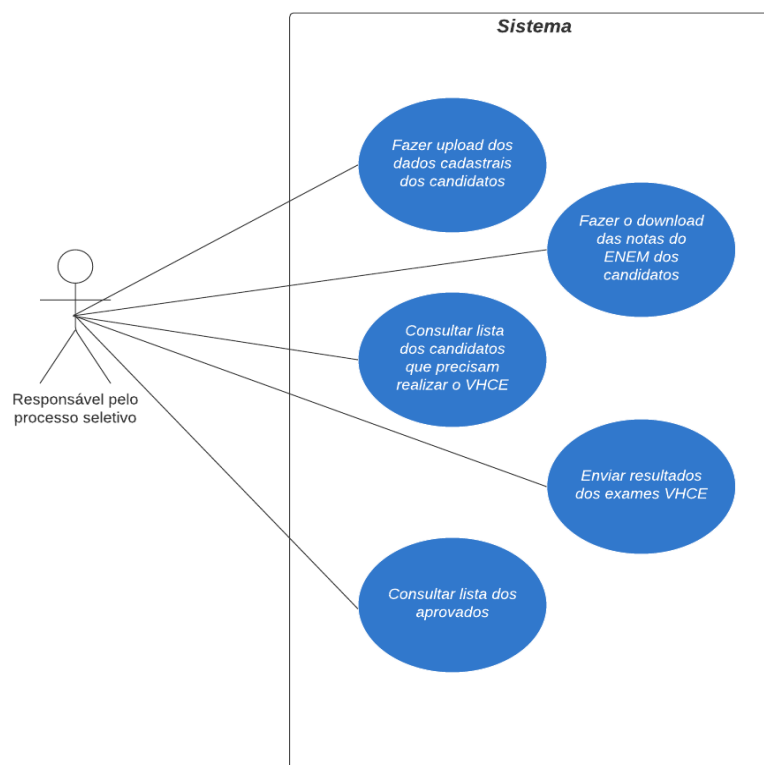 Sistema
Fazer upload dos
dados cadastrais
dos candidatos
Fazer o download
das notas do
ENEM dos
candidatos
Consultar lista
dos candidatos
que precisam
realizar o VHCE
Responsável pelo
processo seletivo
Enviar resultados
dos exames VHCE
Consultar lista dos
aprovados